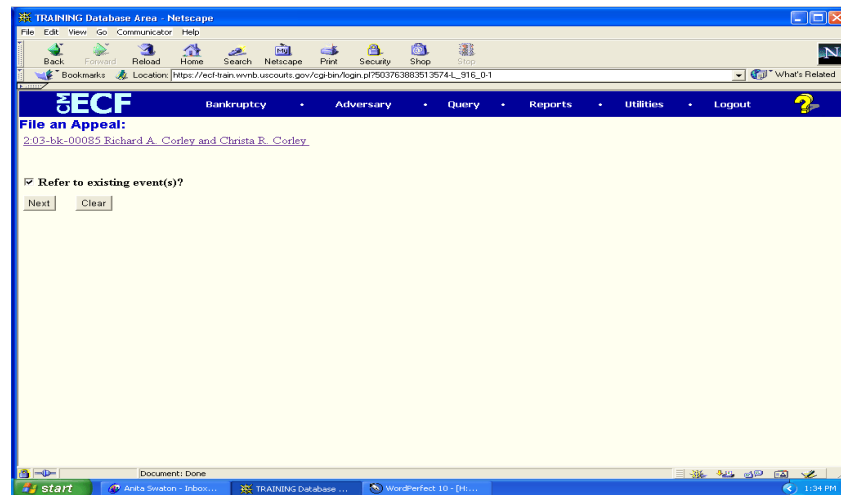 TRAINING Database Area - Netscape
File Edit View Go Communicator Help
Back Forward Reload Home Search Netscape Print Security Shop Stop
Bookmarks Location: https://ecf-train.wvnb.uscourts.gov/cgi-bin/login.pl?503763883513574-L_916_0-1 What's Related
CM ECF Bankruptcy • Adversary • Query • Reports • Utilities • Logout ?
File an Appeal:
2:03-bk-00085 Richard A. Corley and Christa R. Corley
Refer to existing event(s)?
Next Clear
Document: Done
start Anita Swaton - Inbox... TRAINING Database ... WordPerfect 10 - [H:... 1:34 PM